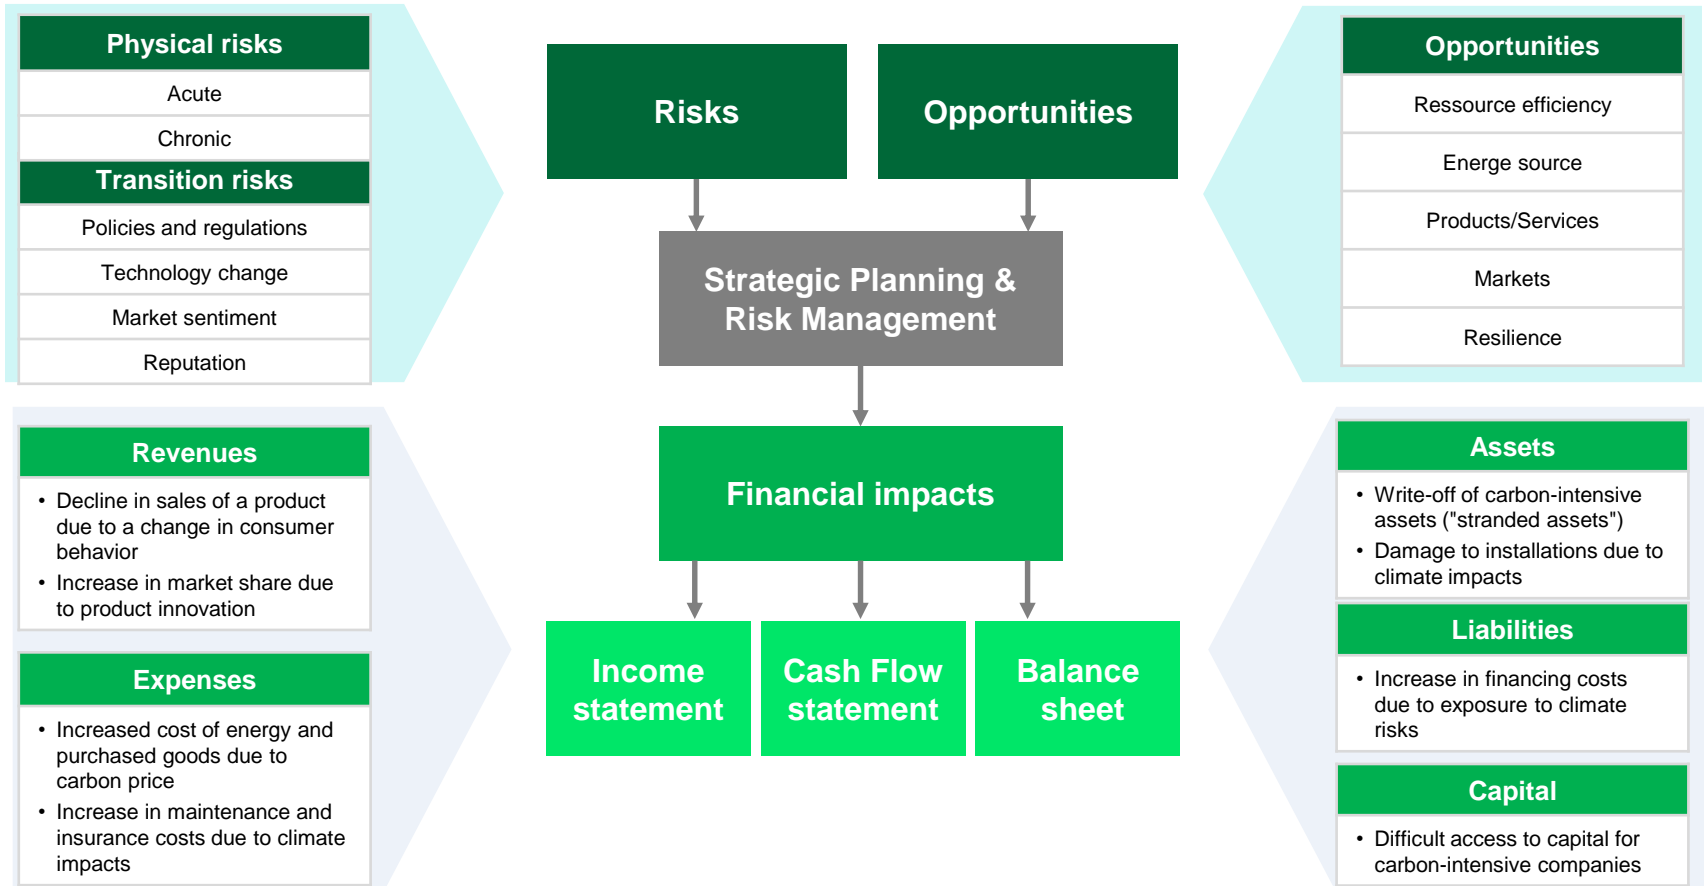 Physical risks
Acute
Chronic
Transition risks
Policies and regulations
Technology change
Market sentiment
Reputation
Risks
Opportunities
Strategic Planning &
Risk Management
Financial impacts
Income
statement
Cash Flow
statement
Balance
sheet
Opportunities
Ressource efficiency
Energe source
Products/Services
Markets
Resilience
Revenues
• Decline in sales of a product
due to a change in consumer
behavior
• Increase in market share due
to product innovation
Expenses
• Increased cost of energy and
purchased goods due to
carbon price
• Increase in maintenance and
insurance costs due to climate
impacts
Assets
• Write-off of carbon-intensive
assets ("stranded assets")
• Damage to installations due to
climate impacts
Liabilities
• Increase in financing costs
due to exposure to climate
risks
Capital
• Difficult access to capital for
carbon-intensive companies